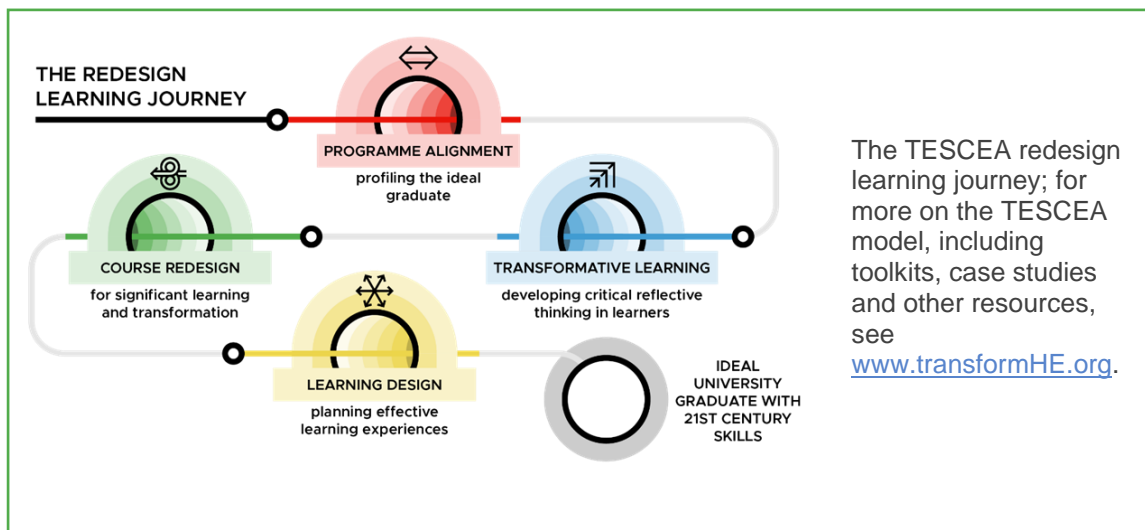 THE REDESIGN
LEARNING JOURNEY
PROGRAMME ALIGNMENT
profiling the ideal
graduate
TRANSFORMATIVE LEARNING
developing critical reflective
thinking in learners
COURSE REDESIGN
for significant learning
and transformation
LEARNING DESIGN
planning effective
learning experiences
IDEAL
UNIVERSITY
GRADUATE WITH
21ST CENTURY
SKILLS
The TESCEA redesign
learning journey; for
more on the TESCEA
model, including
toolkits, case studies
and other resources,
see
www.transformHE.org.